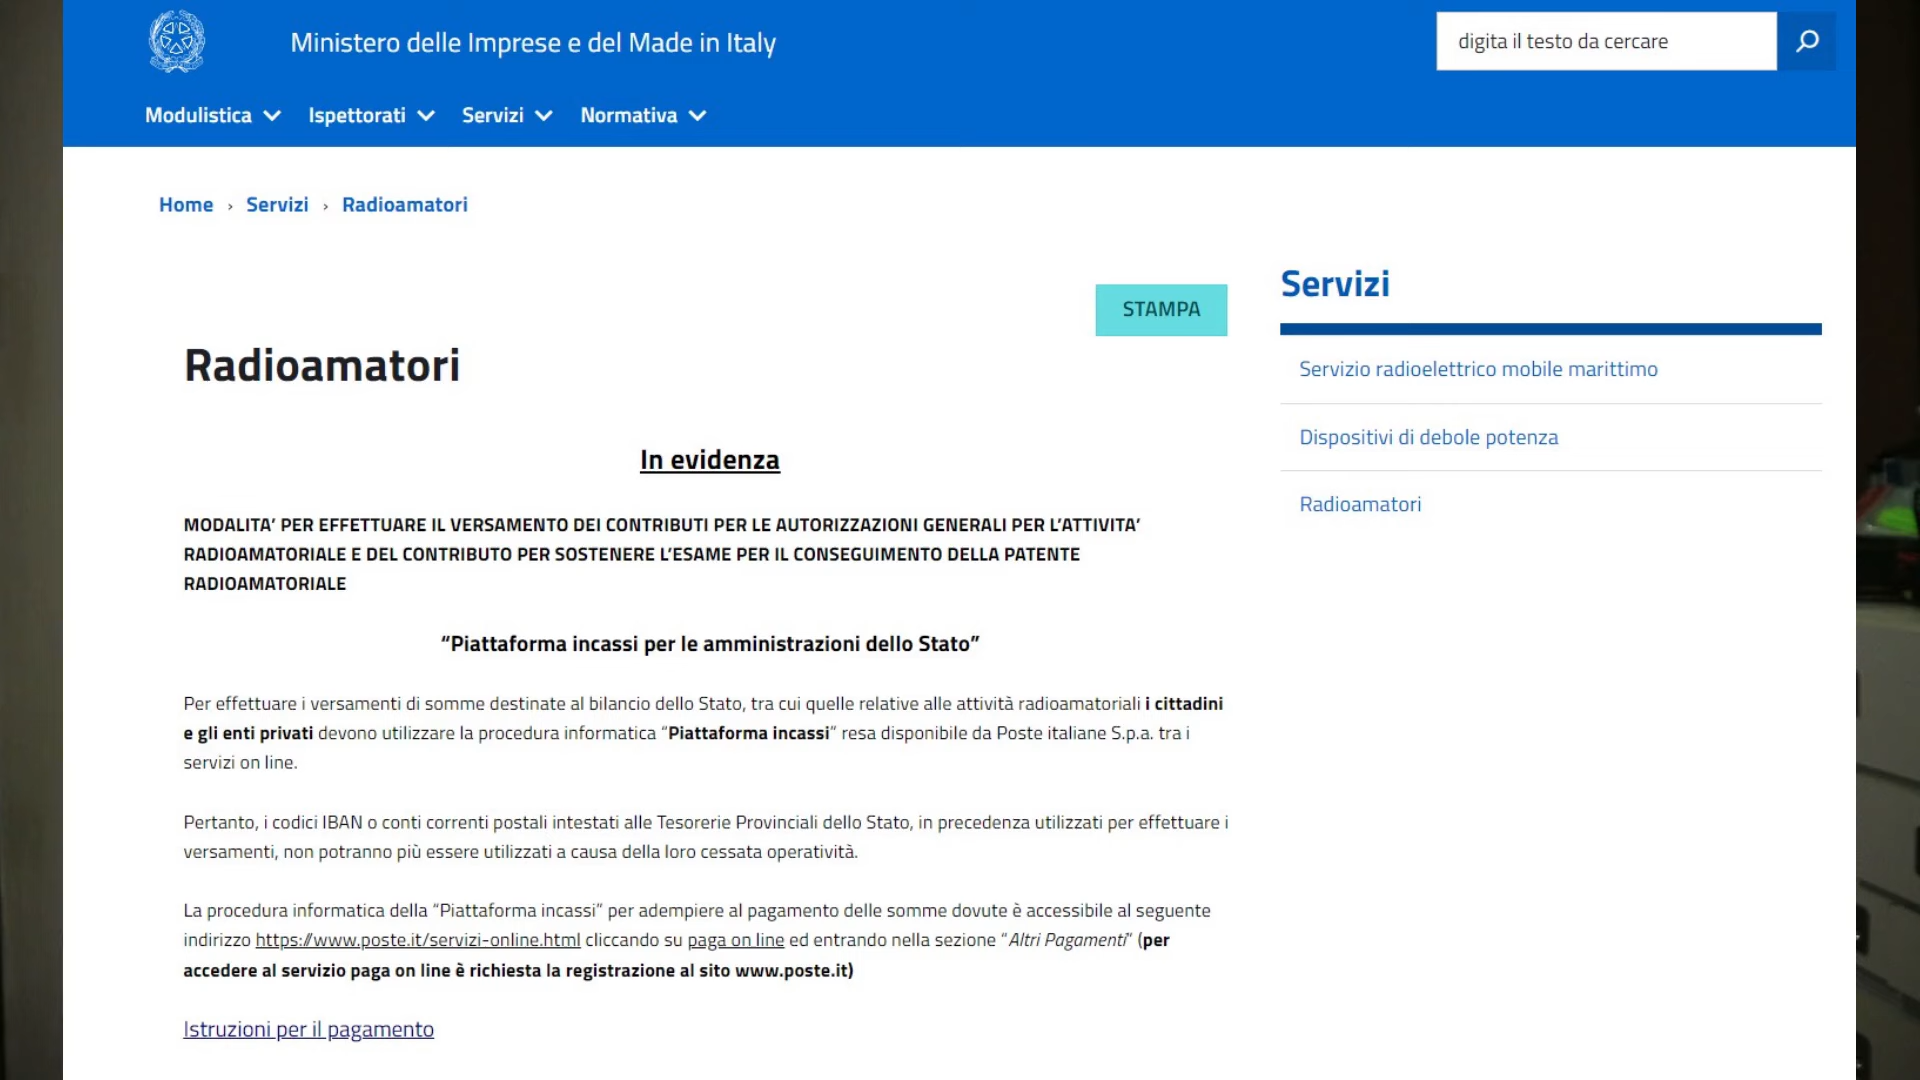 Ministero delle Imprese e del Made in Italy
digita il testo da cercare
Modulistica
Ispettorati
Servizi
Normativa
Home › Servizi › Radioamatori
STAMPA
Radioamatori
In evidenza
MODALITA’ PER EFFETTUARE IL VERSAMENTO DEI CONTRIBUTI PER LE AUTORIZZAZIONI GENERALI PER L’ATTIVITA’
RADIOAMATORIALE E DEL CONTRIBUTO PER SOSTENERE L’ESAME PER IL CONSEGUIMENTO DELLA PATENTE
RADIOAMATORIALE
“Piattaforma incassi per le amministrazioni dello Stato”
Per effettuare i versamenti di somme destinate al bilancio dello Stato, tra cui quelle relative alle attività radioamatoriali i cittadini
e gli enti privati devono utilizzare la procedura informatica “Piattaforma incassi” resa disponibile da Poste italiane S.p.a. tra i
servizi on line.
Pertanto, i codici IBAN o conti correnti postali intestati alle Tesorerie Provinciali dello Stato, in precedenza utilizzati per effettuare i
versamenti, non potranno più essere utilizzati a causa della loro cessata operatività.
La procedura informatica della “Piattaforma incassi” per adempiere al pagamento delle somme dovute è accessibile al seguente
indirizzo https://www.poste.it/servizi-online.html cliccando su paga on line ed entrando nella sezione “Altri Pagamenti” (per
accedere al servizio paga on line è richiesta la registrazione al sito www.poste.it)
Istruzioni per il pagamento
Servizi
Servizio radioelettrico mobile marittimo
Dispositivi di debole potenza
Radioamatori